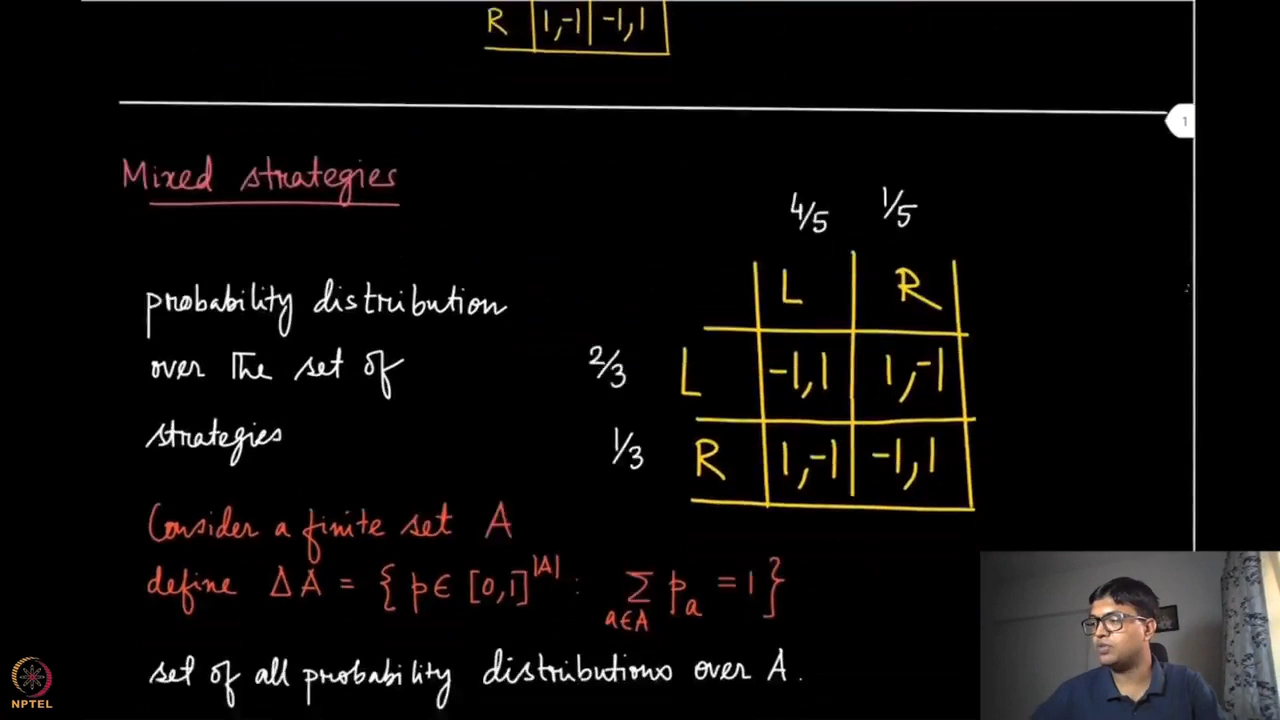 R 1,-1 -1,1
1
Mixed strategies
4/5 1/5
probability distribution
over the set of
strategies
L R
2/3 L -1,1 1,-1
1/3 R 1,-1 -1,1
Consider a finite set A
define ΔA = { p ∈ [0,1]^|A| : Σ_{a∈A} p_a = 1 }
set of all probability distributions over A.
NPTEL